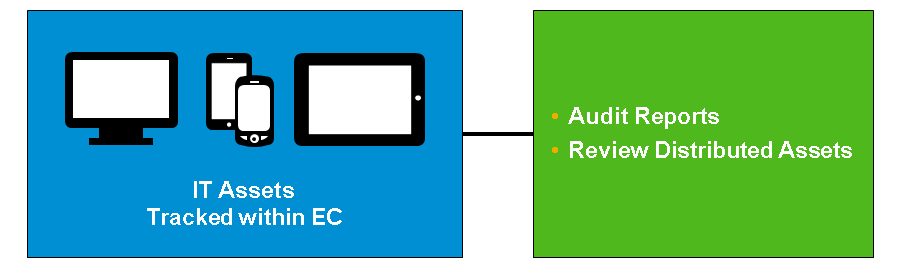 IT Assets
Tracked within EC
• Audit Reports
• Review Distributed Assets